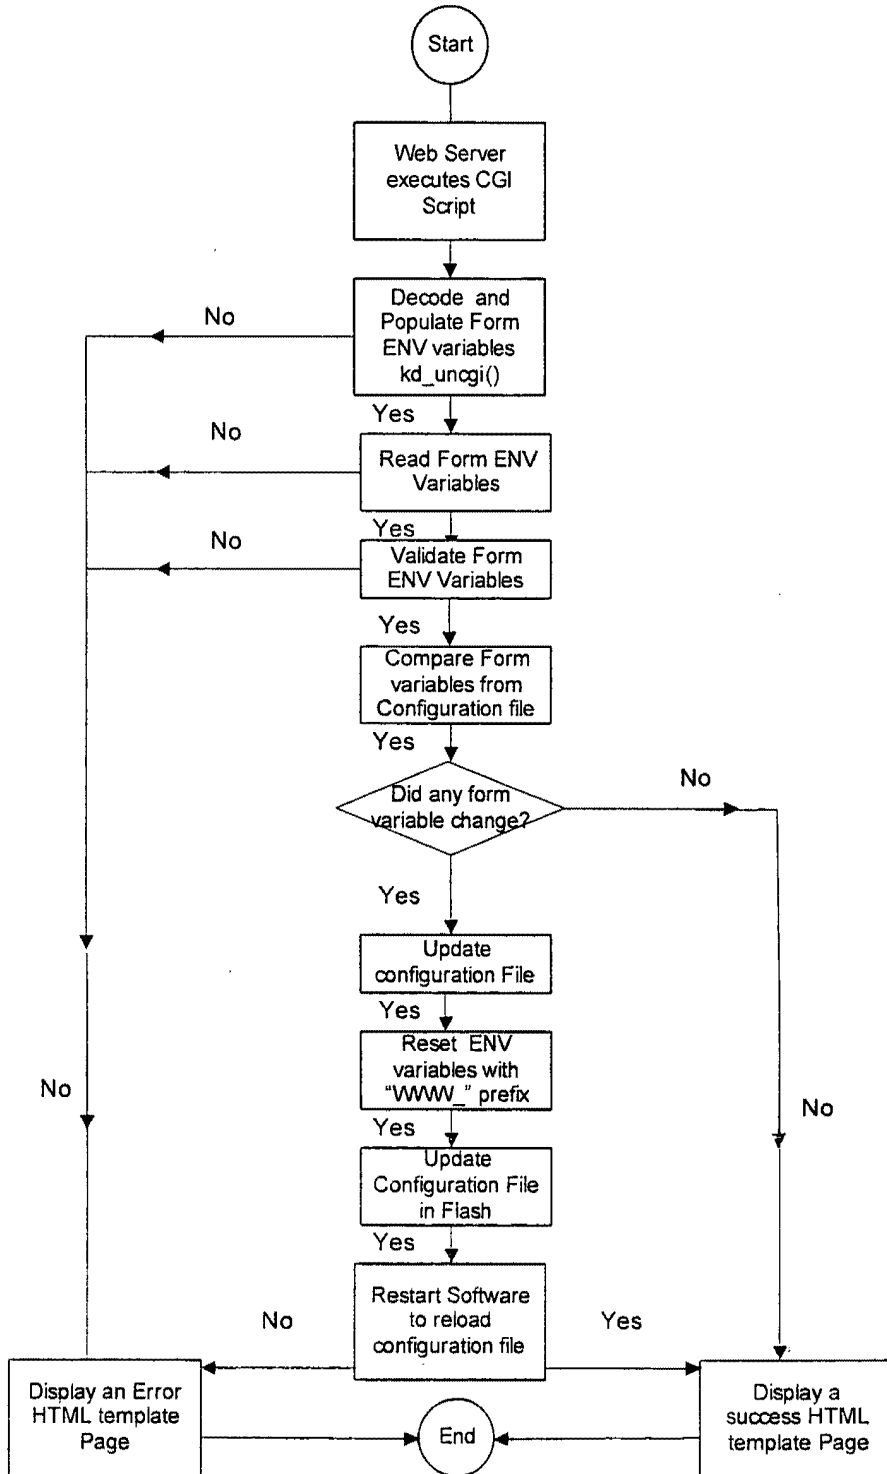 Start
Web Server
executes CGI
Script
No
Decode and
Populate Form
ENV variables
kd_uncgi()
Yes
No
Read Form ENV
Variables
Yes
No
Validate Form
ENV Variables
Yes
Compare Form
variables from
Configuration file
Yes
No
Did any form
variable change?
Yes
Update
configuration File
Yes
Reset ENV
variables with
“WWW_” prefix
No
No
Yes
Update
Configuration File
in Flash
Yes
Restart Software
to reload
configuration file
No
Yes
Display an Error
HTML template
Page
End
Display a
success HTML
template Page